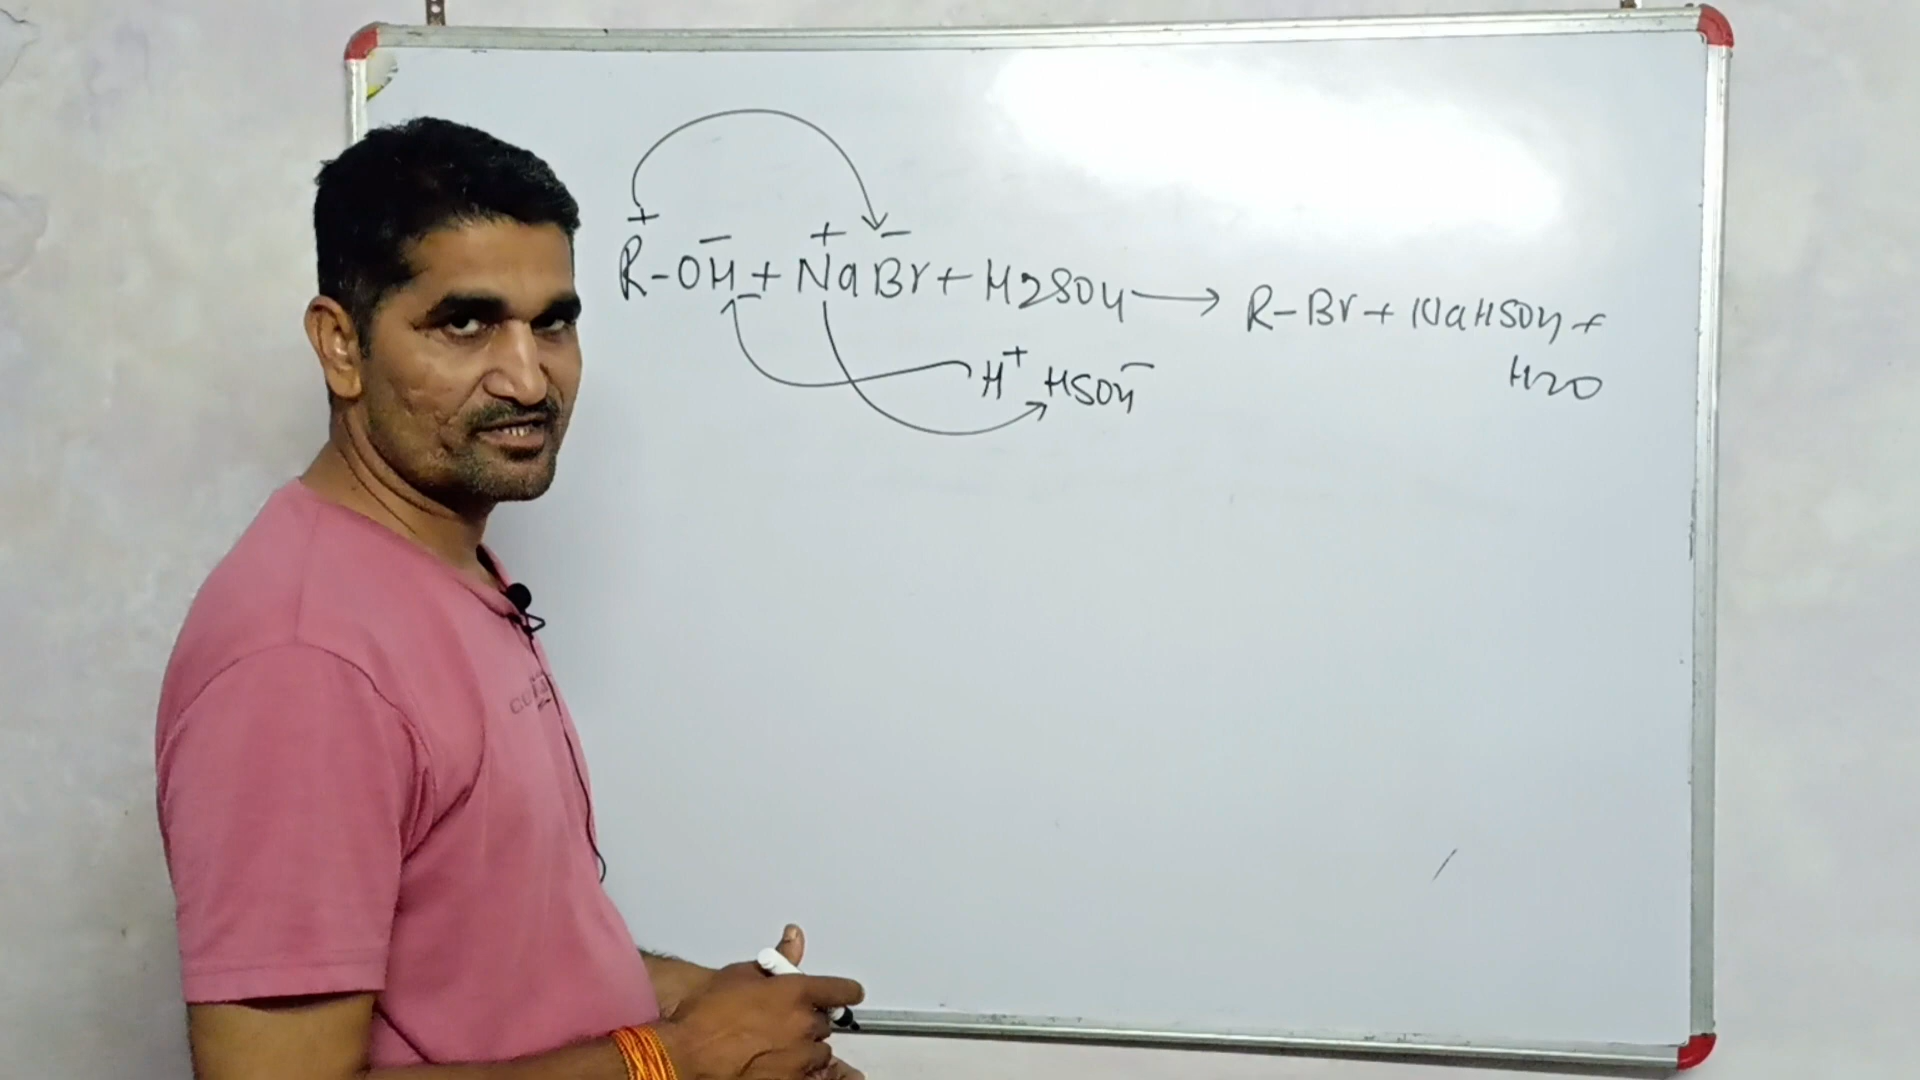 + − + −
R-OH + NaBr + H2SO4 ⟶ R-Br + NaHSO4 +
H2O
−
H+ HSO4−